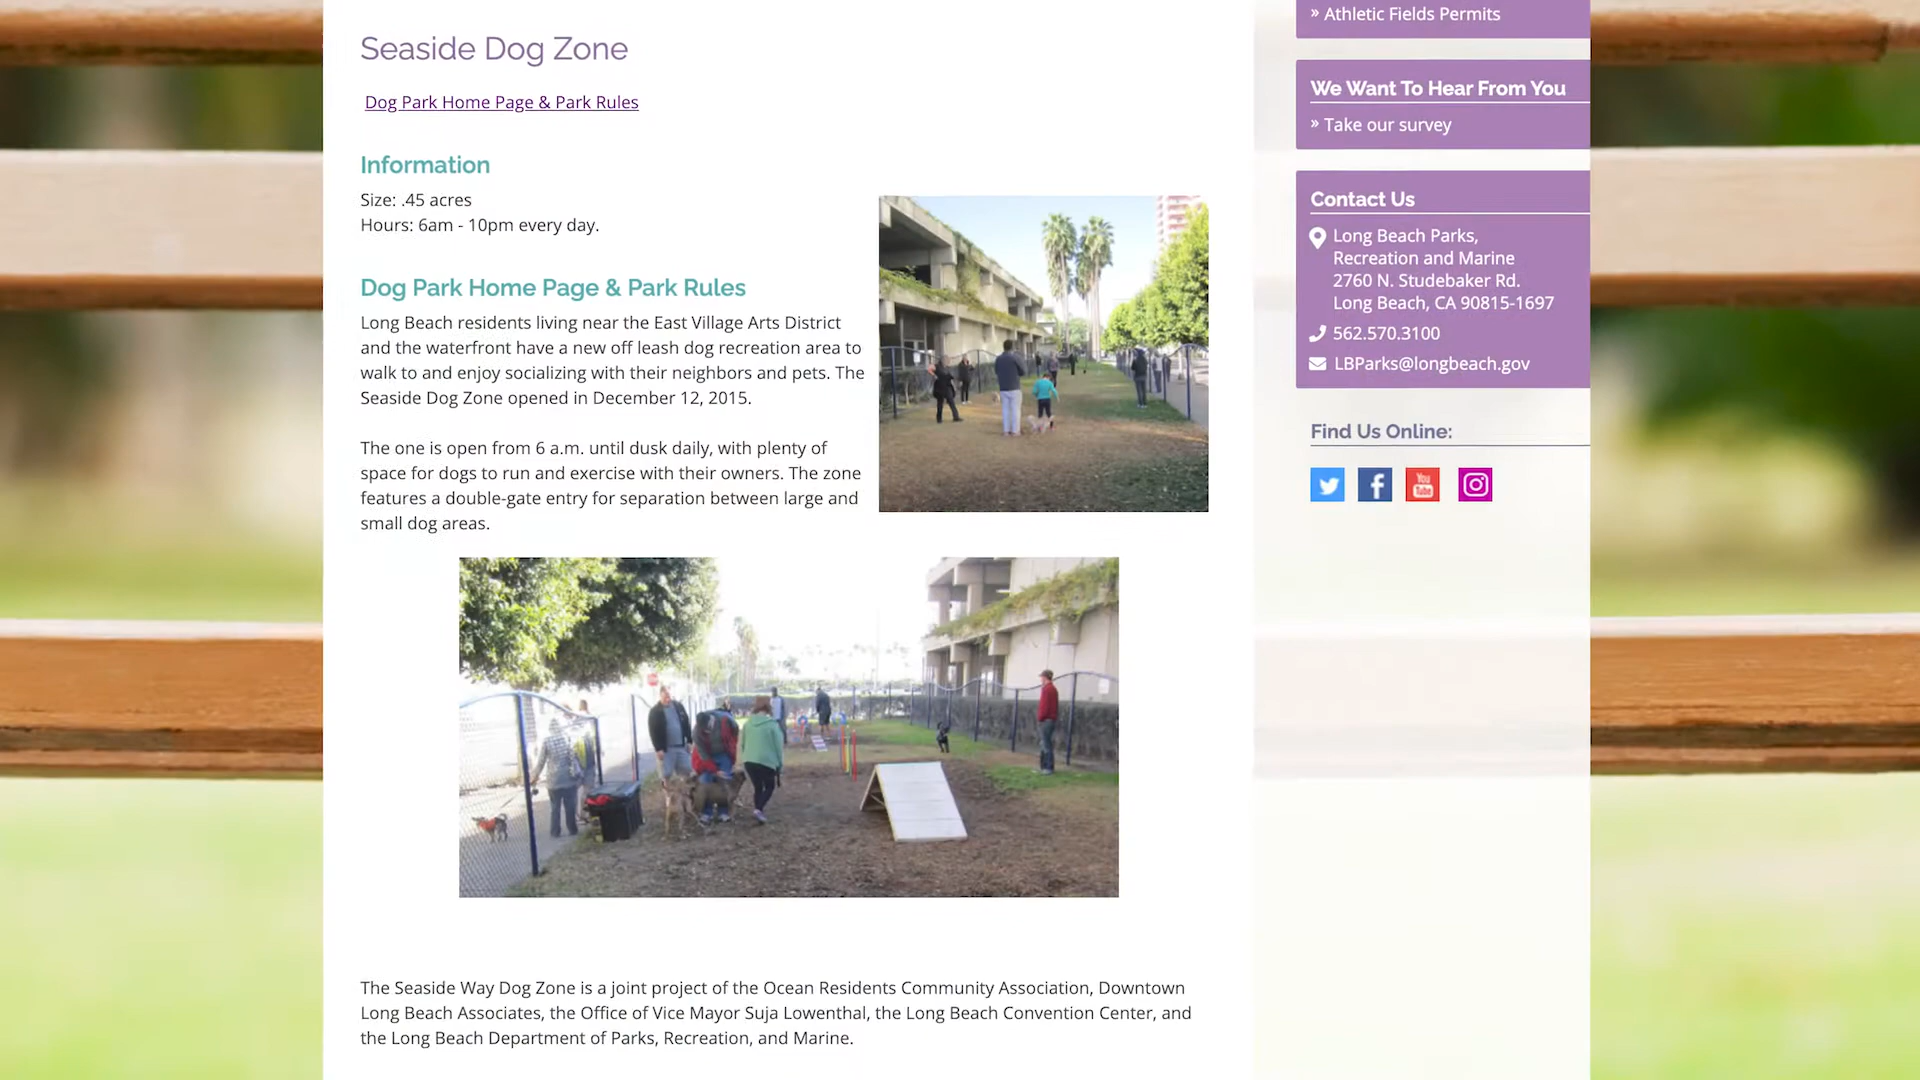 Seaside Dog Zone
Dog Park Home Page & Park Rules
Information
Size: .45 acres
Hours: 6am - 10pm every day.
Dog Park Home Page & Park Rules
Long Beach residents living near the East Village Arts District
and the waterfront have a new off leash dog recreation area to
walk to and enjoy socializing with their neighbors and pets. The
Seaside Dog Zone opened in December 12, 2015.
The one is open from 6 a.m. until dusk daily, with plenty of
space for dogs to run and exercise with their owners. The zone
features a double-gate entry for separation between large and
small dog areas.
The Seaside Way Dog Zone is a joint project of the Ocean Residents Community Association, Downtown
Long Beach Associates, the Office of Vice Mayor Suja Lowenthal, the Long Beach Convention Center, and
the Long Beach Department of Parks, Recreation, and Marine.
» Athletic Fields Permits
We Want To Hear From You
» Take our survey
Contact Us
Long Beach Parks,
Recreation and Marine
2760 N. Studebaker Rd.
Long Beach, CA 90815-1697
562.570.3100
LBParks@longbeach.gov
Find Us Online:
You
Tube